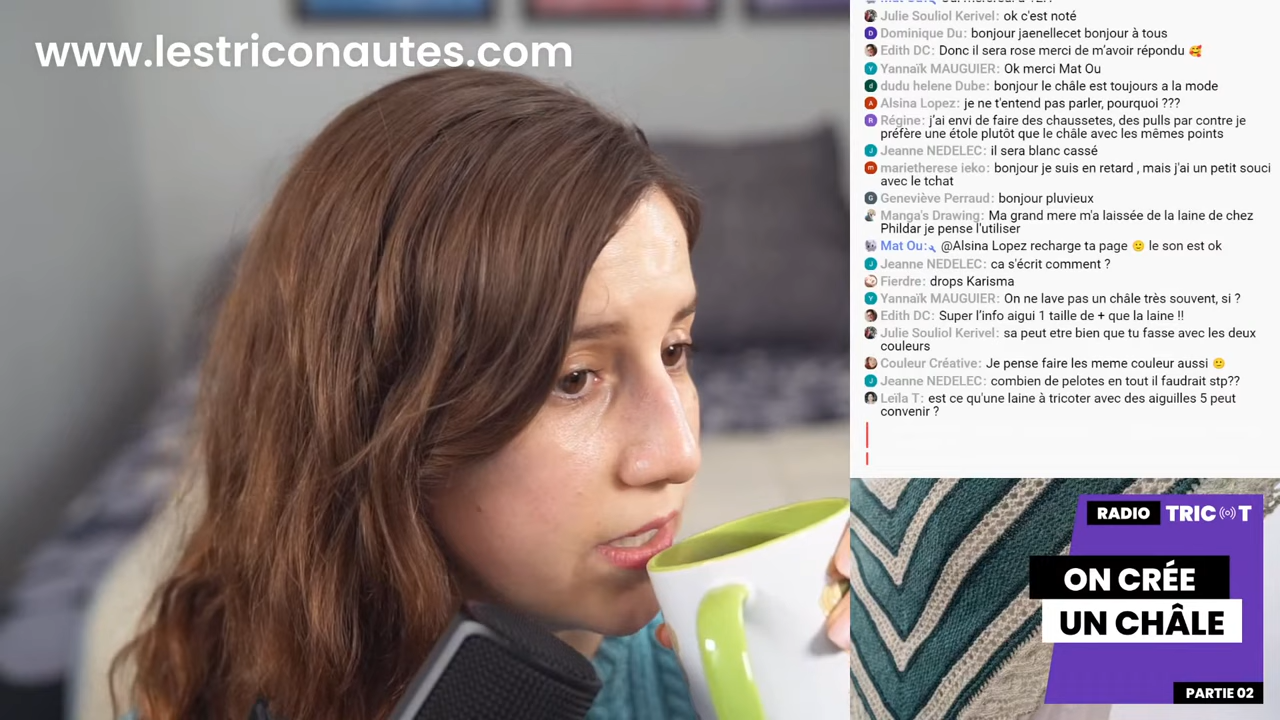 www.lestriconautes.com
Julie Souliol Kerivel: ok c'est noté
Dominique Du: bonjour jaenellecet bonjour à tous
Edith DC: Donc il sera rose merci de m'avoir répondu 🥰
Yannaïk MAUGUIER: Ok merci Mat Ou
dudu helene Dube: bonjour le châle est toujours a la mode
Alsina Lopez: je ne t'entend pas parler, pourquoi ???
Régine: j'ai envi de faire des chaussetes, des pulls par contre je
préfère une étole plutôt que le châle avec les mêmes points
Jeanne NEDELEC: il sera blanc cassé
marietherese ieko: bonjour je suis en retard , mais j'ai un petit souci
avec le tchat
Geneviève Perraud: bonjour pluvieux
Manga's Drawing: Ma grand mere m'a laissée de la laine de chez
Phildar je pense l'utiliser
Mat Ou: @Alsina Lopez recharge ta page 🙂 le son est ok
Jeanne NEDELEC: ca s'écrit comment ?
Fierdre: drops Karisma
Yannaïk MAUGUIER: On ne lave pas un châle très souvent, si ?
Edith DC: Super l'info aigui 1 taille de + que la laine !!
Julie Souliol Kerivel: sa peut etre bien que tu fasse avec les deux
couleurs
Couleur Créative: Je pense faire les meme couleur aussi 🙂
Jeanne NEDELEC: combien de pelotes en tout il faudrait stp??
Leïla T: est ce qu'une laine à tricoter avec des aiguilles 5 peut
convenir ?
RADIO TRICOT
ON CRÉE
UN CHÂLE
PARTIE 02